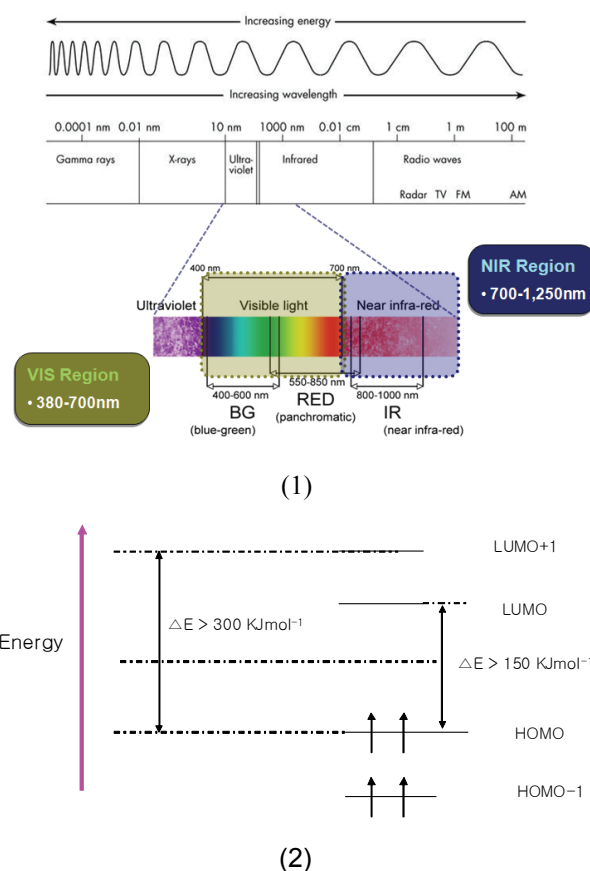 Increasing energy
Increasing wavelength
0.0001 nm 0.01 nm 10 nm 1000 nm 0.01 cm 1 cm 1 m 100 m
Gamma rays X-rays Ultra-
violet Infrared Radio waves
Radar TV FM AM
400 nm 700 nm
NIR Region
• 700-1,250nm
Ultraviolet Visible light Near infra-red
VIS Region
• 380-700nm
550-850 nm
400-600 nm RED 800-1000 nm
BG (panchromatic) IR
(blue-green) (near infra-red)
(1)
LUMO+1
LUMO
△E > 300 KJmol⁻¹
Energy
△E > 150 KJmol⁻¹
HOMO
HOMO-1
(2)